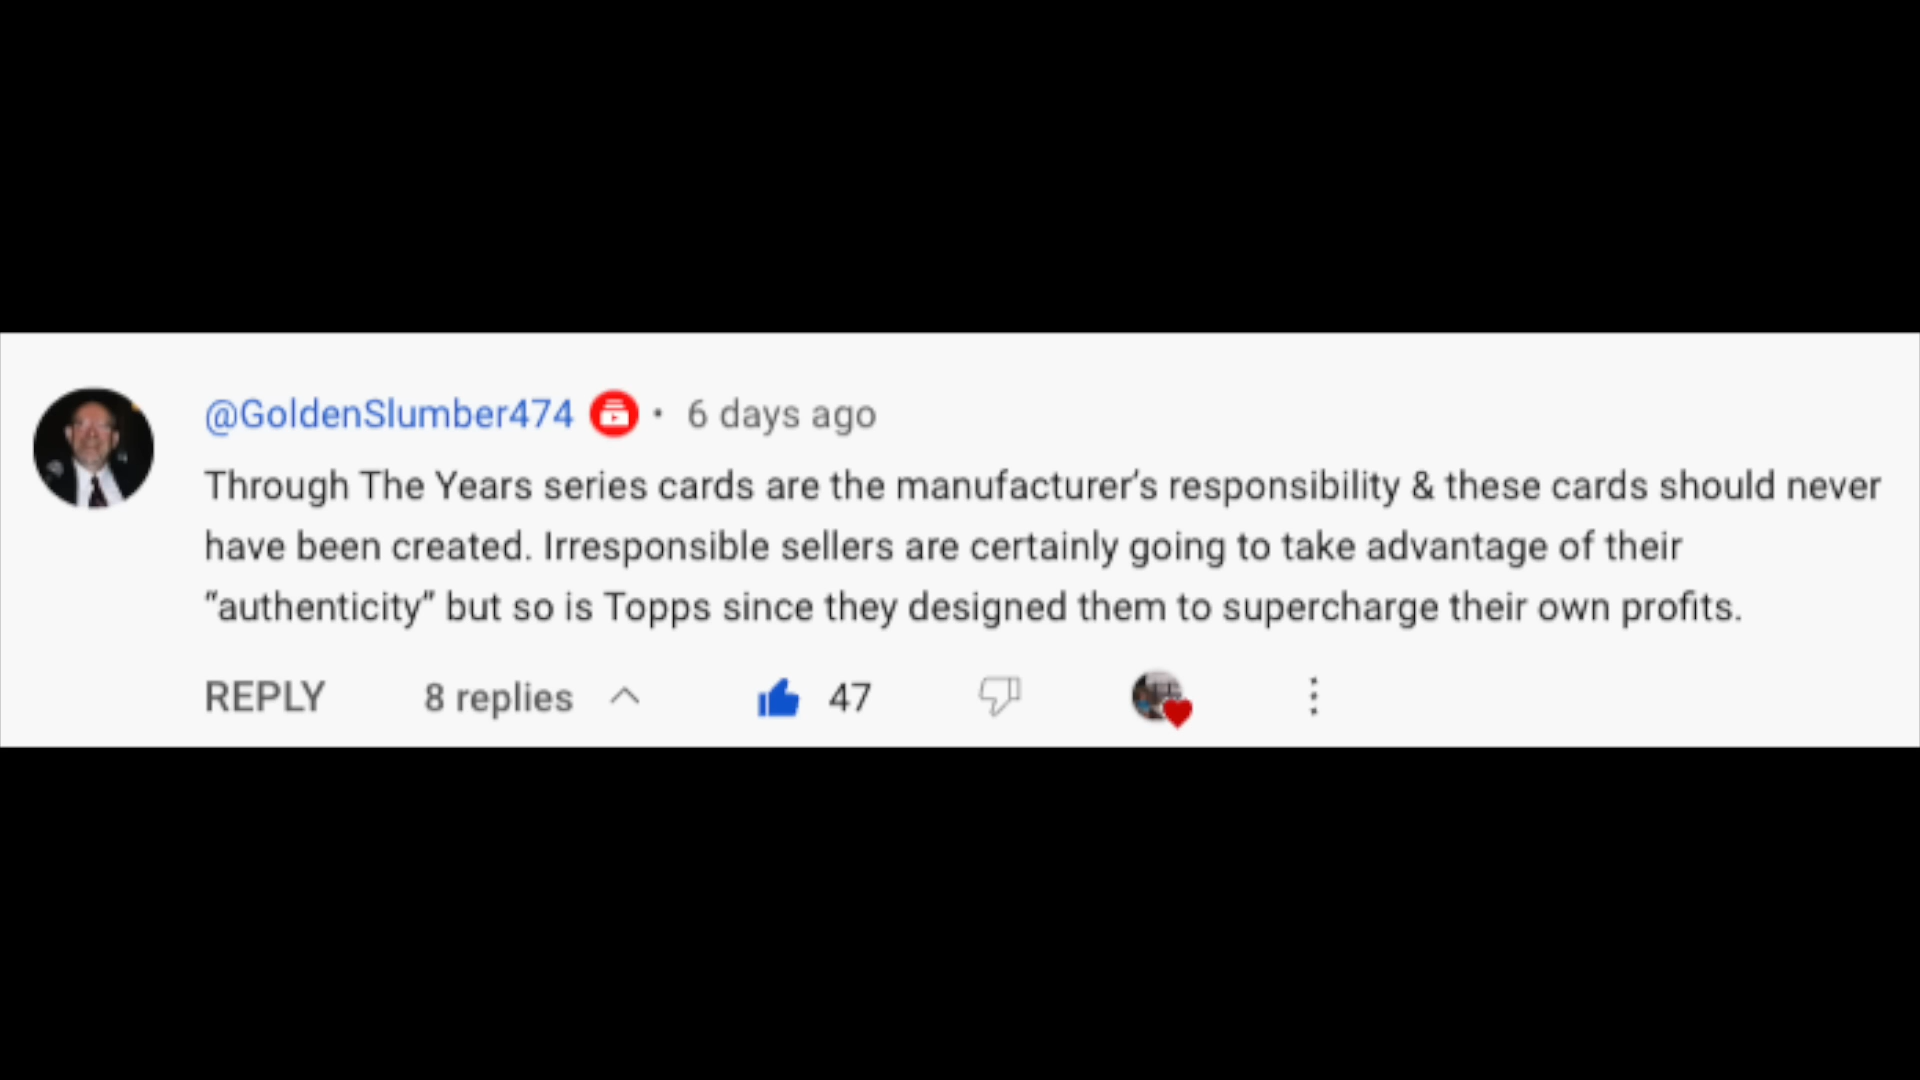 @GoldenSlumber474 • 6 days ago
Through The Years series cards are the manufacturer’s responsibility & these cards should never
have been created. Irresponsible sellers are certainly going to take advantage of their
“authenticity” but so is Topps since they designed them to supercharge their own profits.
REPLY 8 replies 47